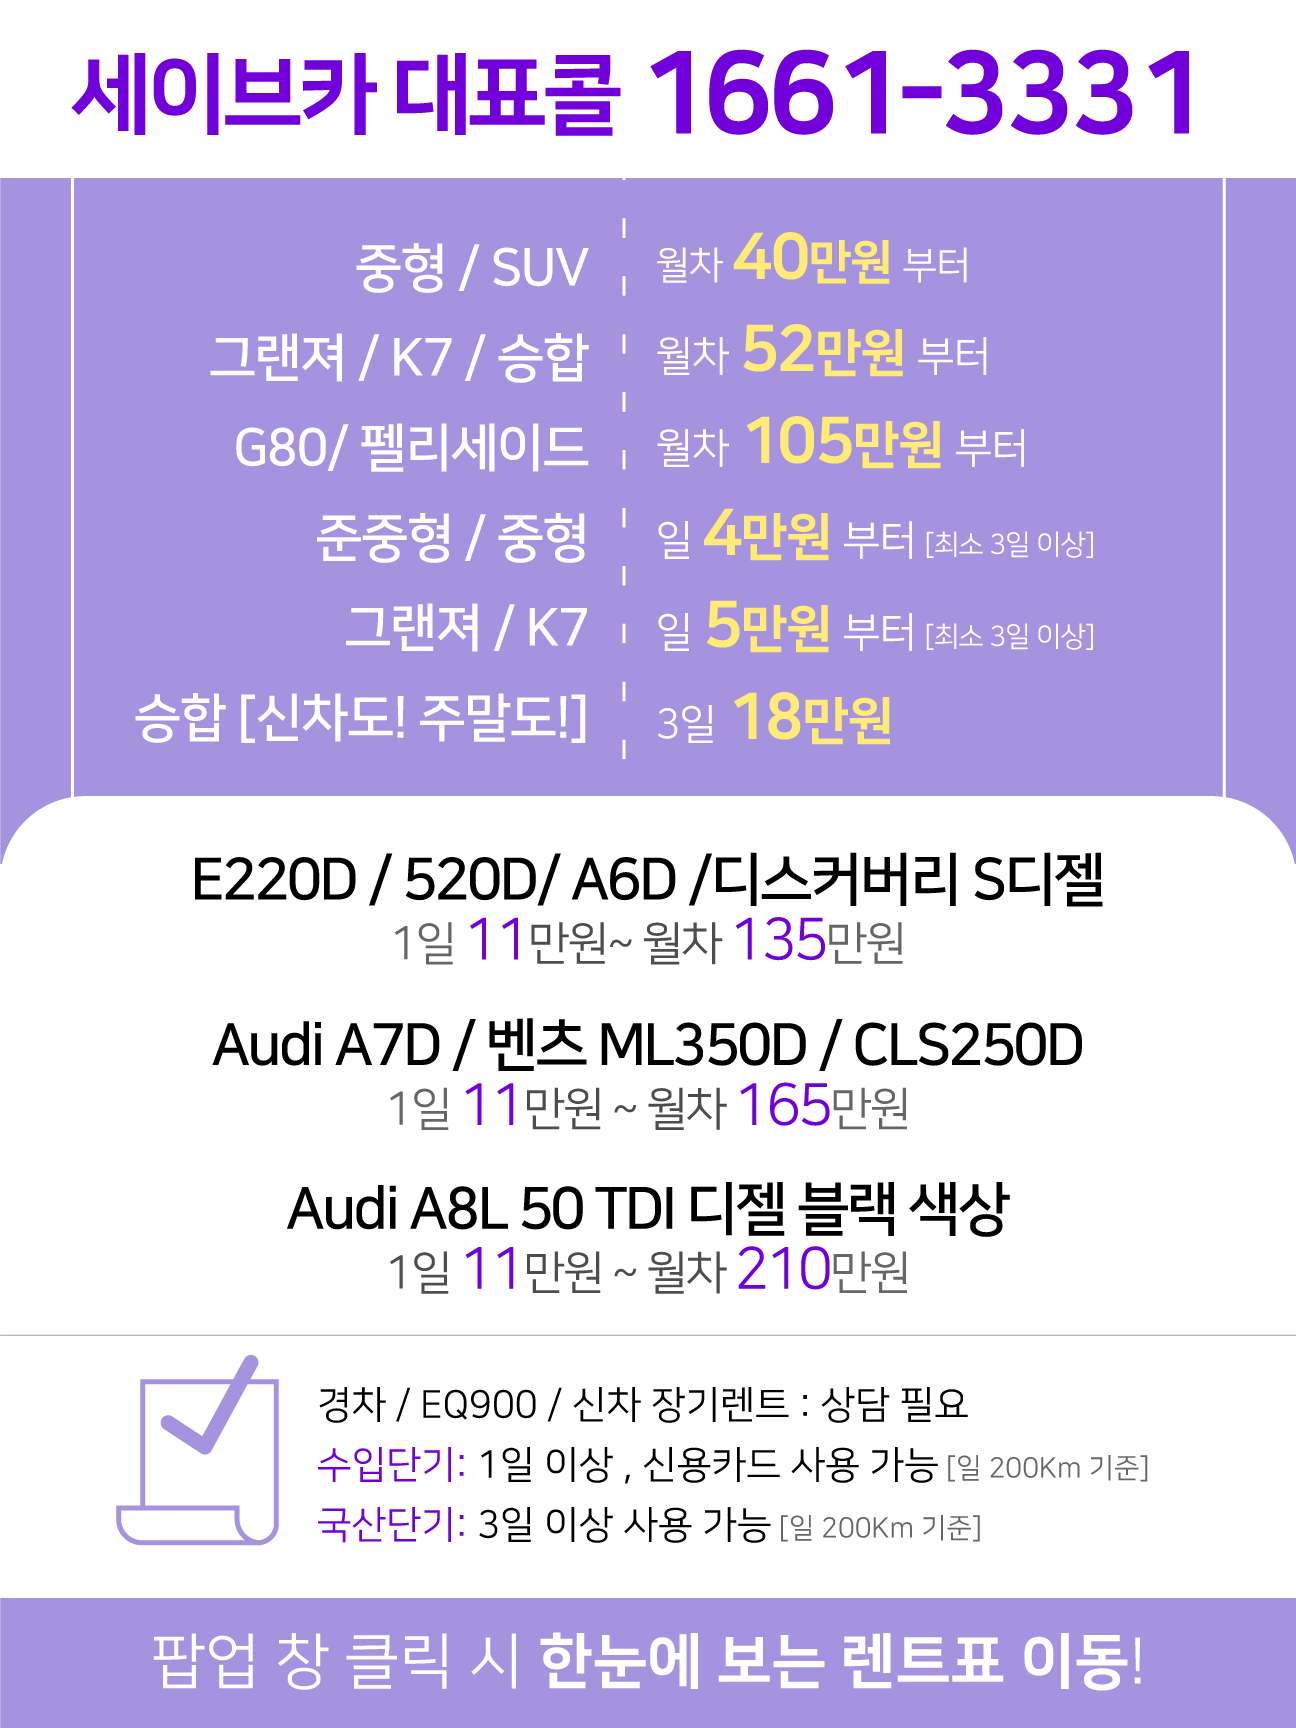 세이브카 대표콜 1661-3331
중형 / SUV 월차 40만원 부터
그랜져 / K7 / 승합 월차 52만원 부터
G80/ 펠리세이드 월차 105만원 부터
준중형 / 중형 일 4만원 부터 [최소 3일 이상]
그랜져 / K7 일 5만원 부터 [최소 3일 이상]
승합 [신차도! 주말도!] 3일 18만원
E220D / 520D/ A6D /디스커버리 S디젤
1일 11만원~ 월차 135만원
Audi A7D / 벤츠 ML350D / CLS250D
1일 11만원 ~ 월차 165만원
Audi A8L 50 TDI 디젤 블랙 색상
1일 11만원 ~ 월차 210만원
경차 / EQ900 / 신차 장기렌트 : 상담 필요
수입단기: 1일 이상 , 신용카드 사용 가능 [일 200Km 기준]
국산단기: 3일 이상 사용 가능 [일 200Km 기준]
팝업 창 클릭 시 한눈에 보는 렌트표 이동!